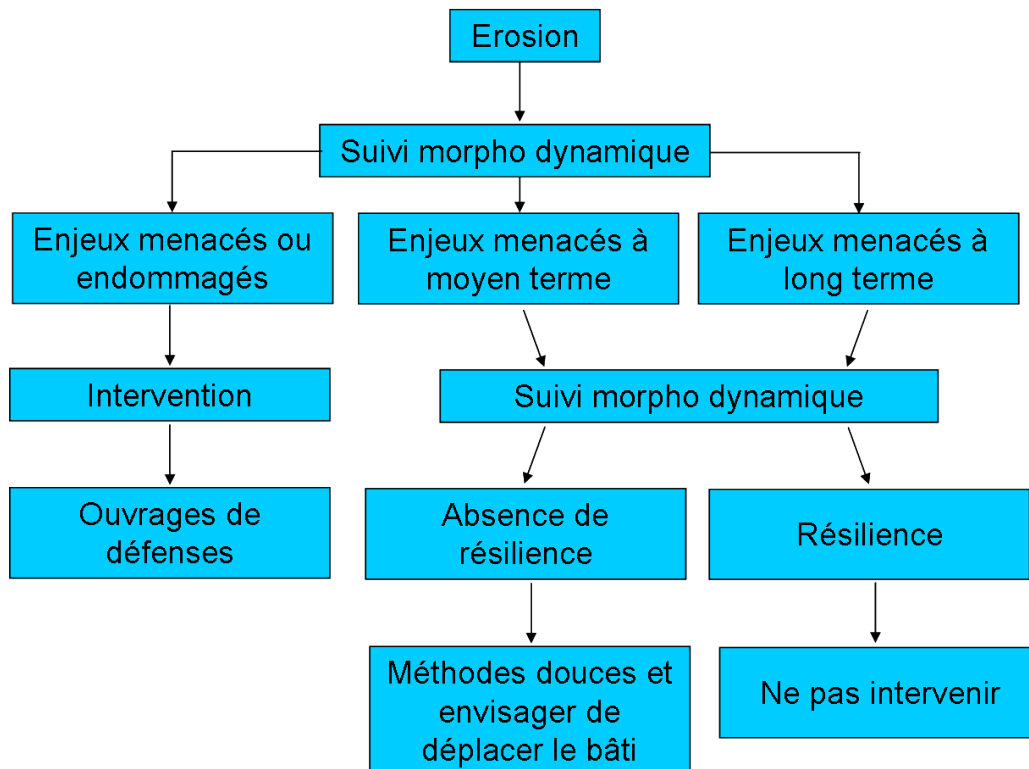 Erosion
Suivi morpho dynamique
Enjeux menacés ou
endommagés
Enjeux menacés à
moyen terme
Enjeux menacés à
long terme
Intervention
Suivi morpho dynamique
Ouvrages de
défenses
Absence de
résilience
Résilience
Méthodes douces et
envisager de
déplacer le bâti
Ne pas intervenir